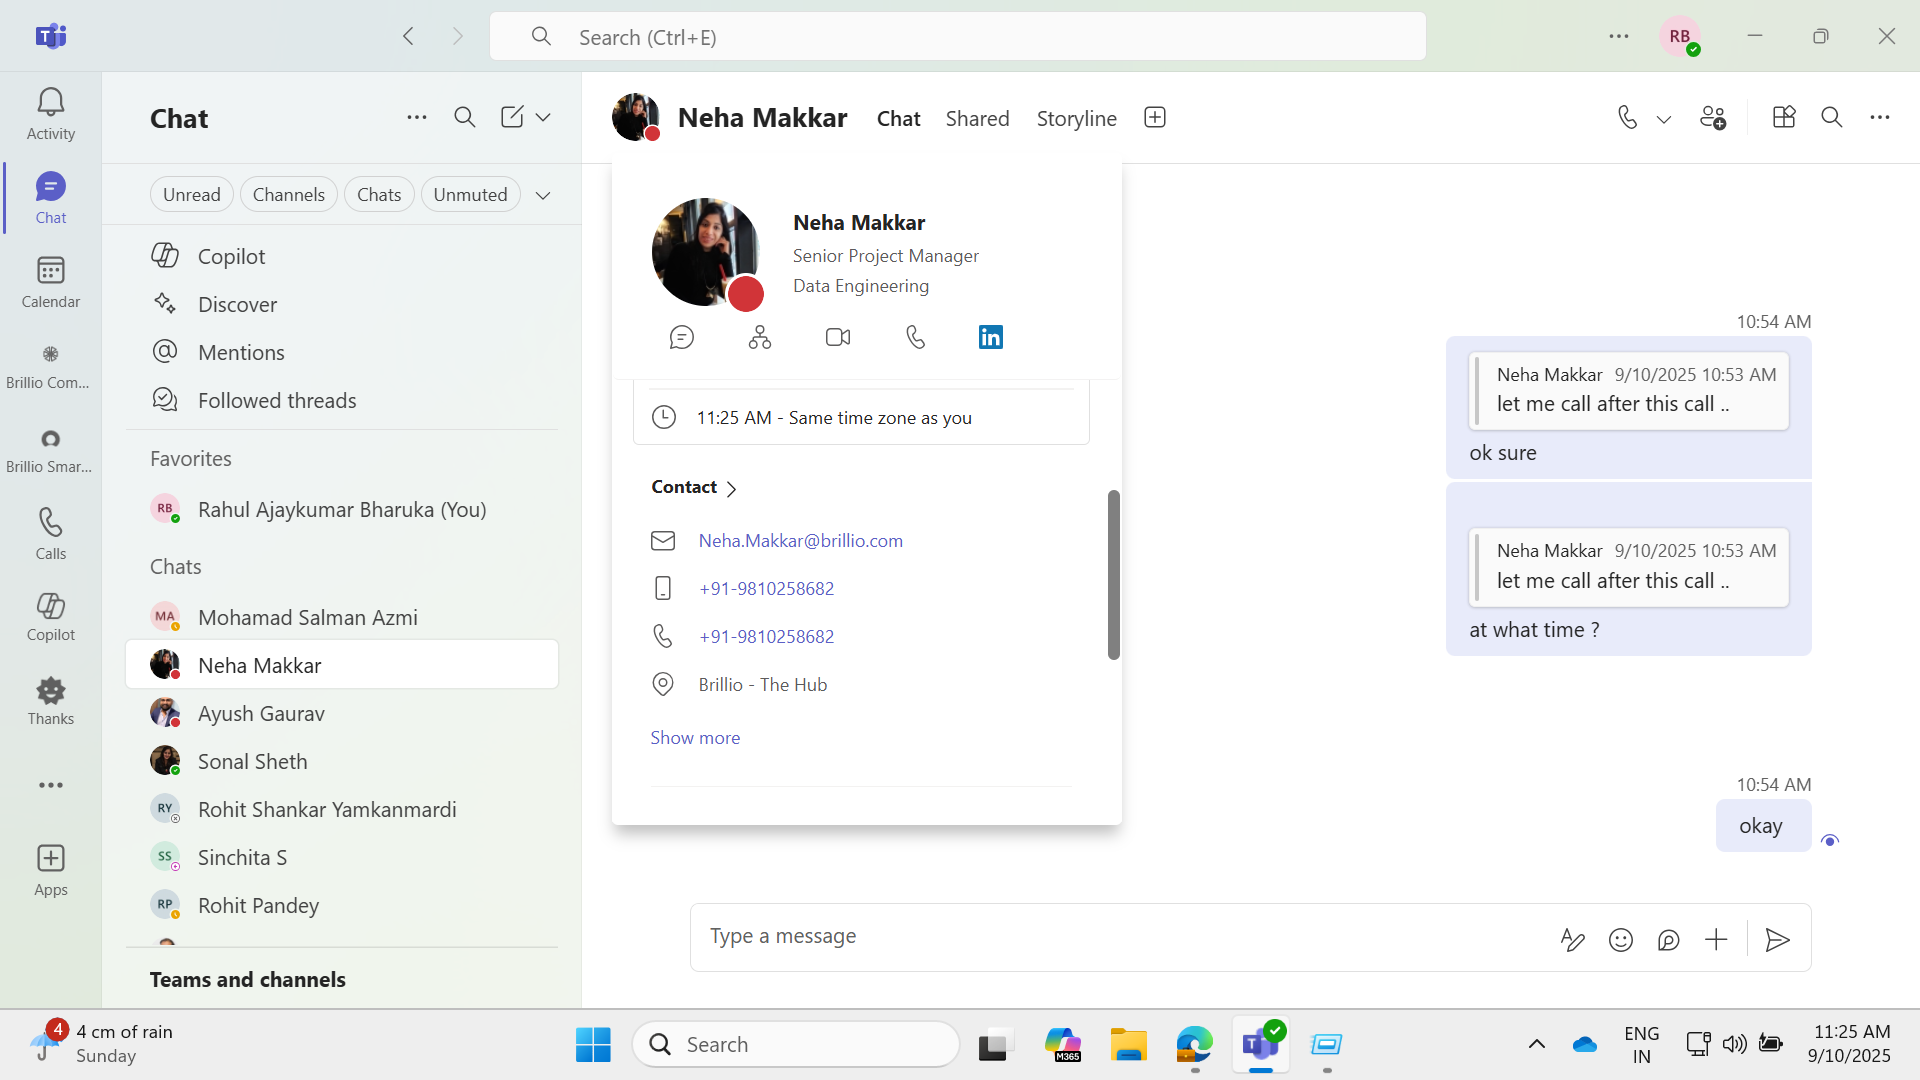 Search (Ctrl+E)
RB
Activity
Chat
Calendar
Brillio Com...
Brillio Smar...
Calls
Copilot
Thanks
Apps
Chat
Unread
Channels
Chats
Unmuted
Copilot
Discover
Mentions
Followed threads
Favorites
RB Rahul Ajaykumar Bharuka (You)
Chats
MA Mohamad Salman Azmi
Neha Makkar
Ayush Gaurav
Sonal Sheth
RY Rohit Shankar Yamkanmardi
SS Sinchita S
RP Rohit Pandey
Teams and channels
Neha Makkar Chat Shared Storyline
Neha Makkar
Senior Project Manager
Data Engineering
in
11:25 AM - Same time zone as you
Contact
Neha.Makkar@brillio.com
+91-9810258682
+91-9810258682
Brillio - The Hub
Show more
10:54 AM
Neha Makkar 9/10/2025 10:53 AM
let me call after this call ..
ok sure
Neha Makkar 9/10/2025 10:53 AM
let me call after this call ..
at what time ?
10:54 AM
okay
Type a message
4
4 cm of rain
Sunday
Search
M365
ENG
IN
11:25 AM
9/10/2025